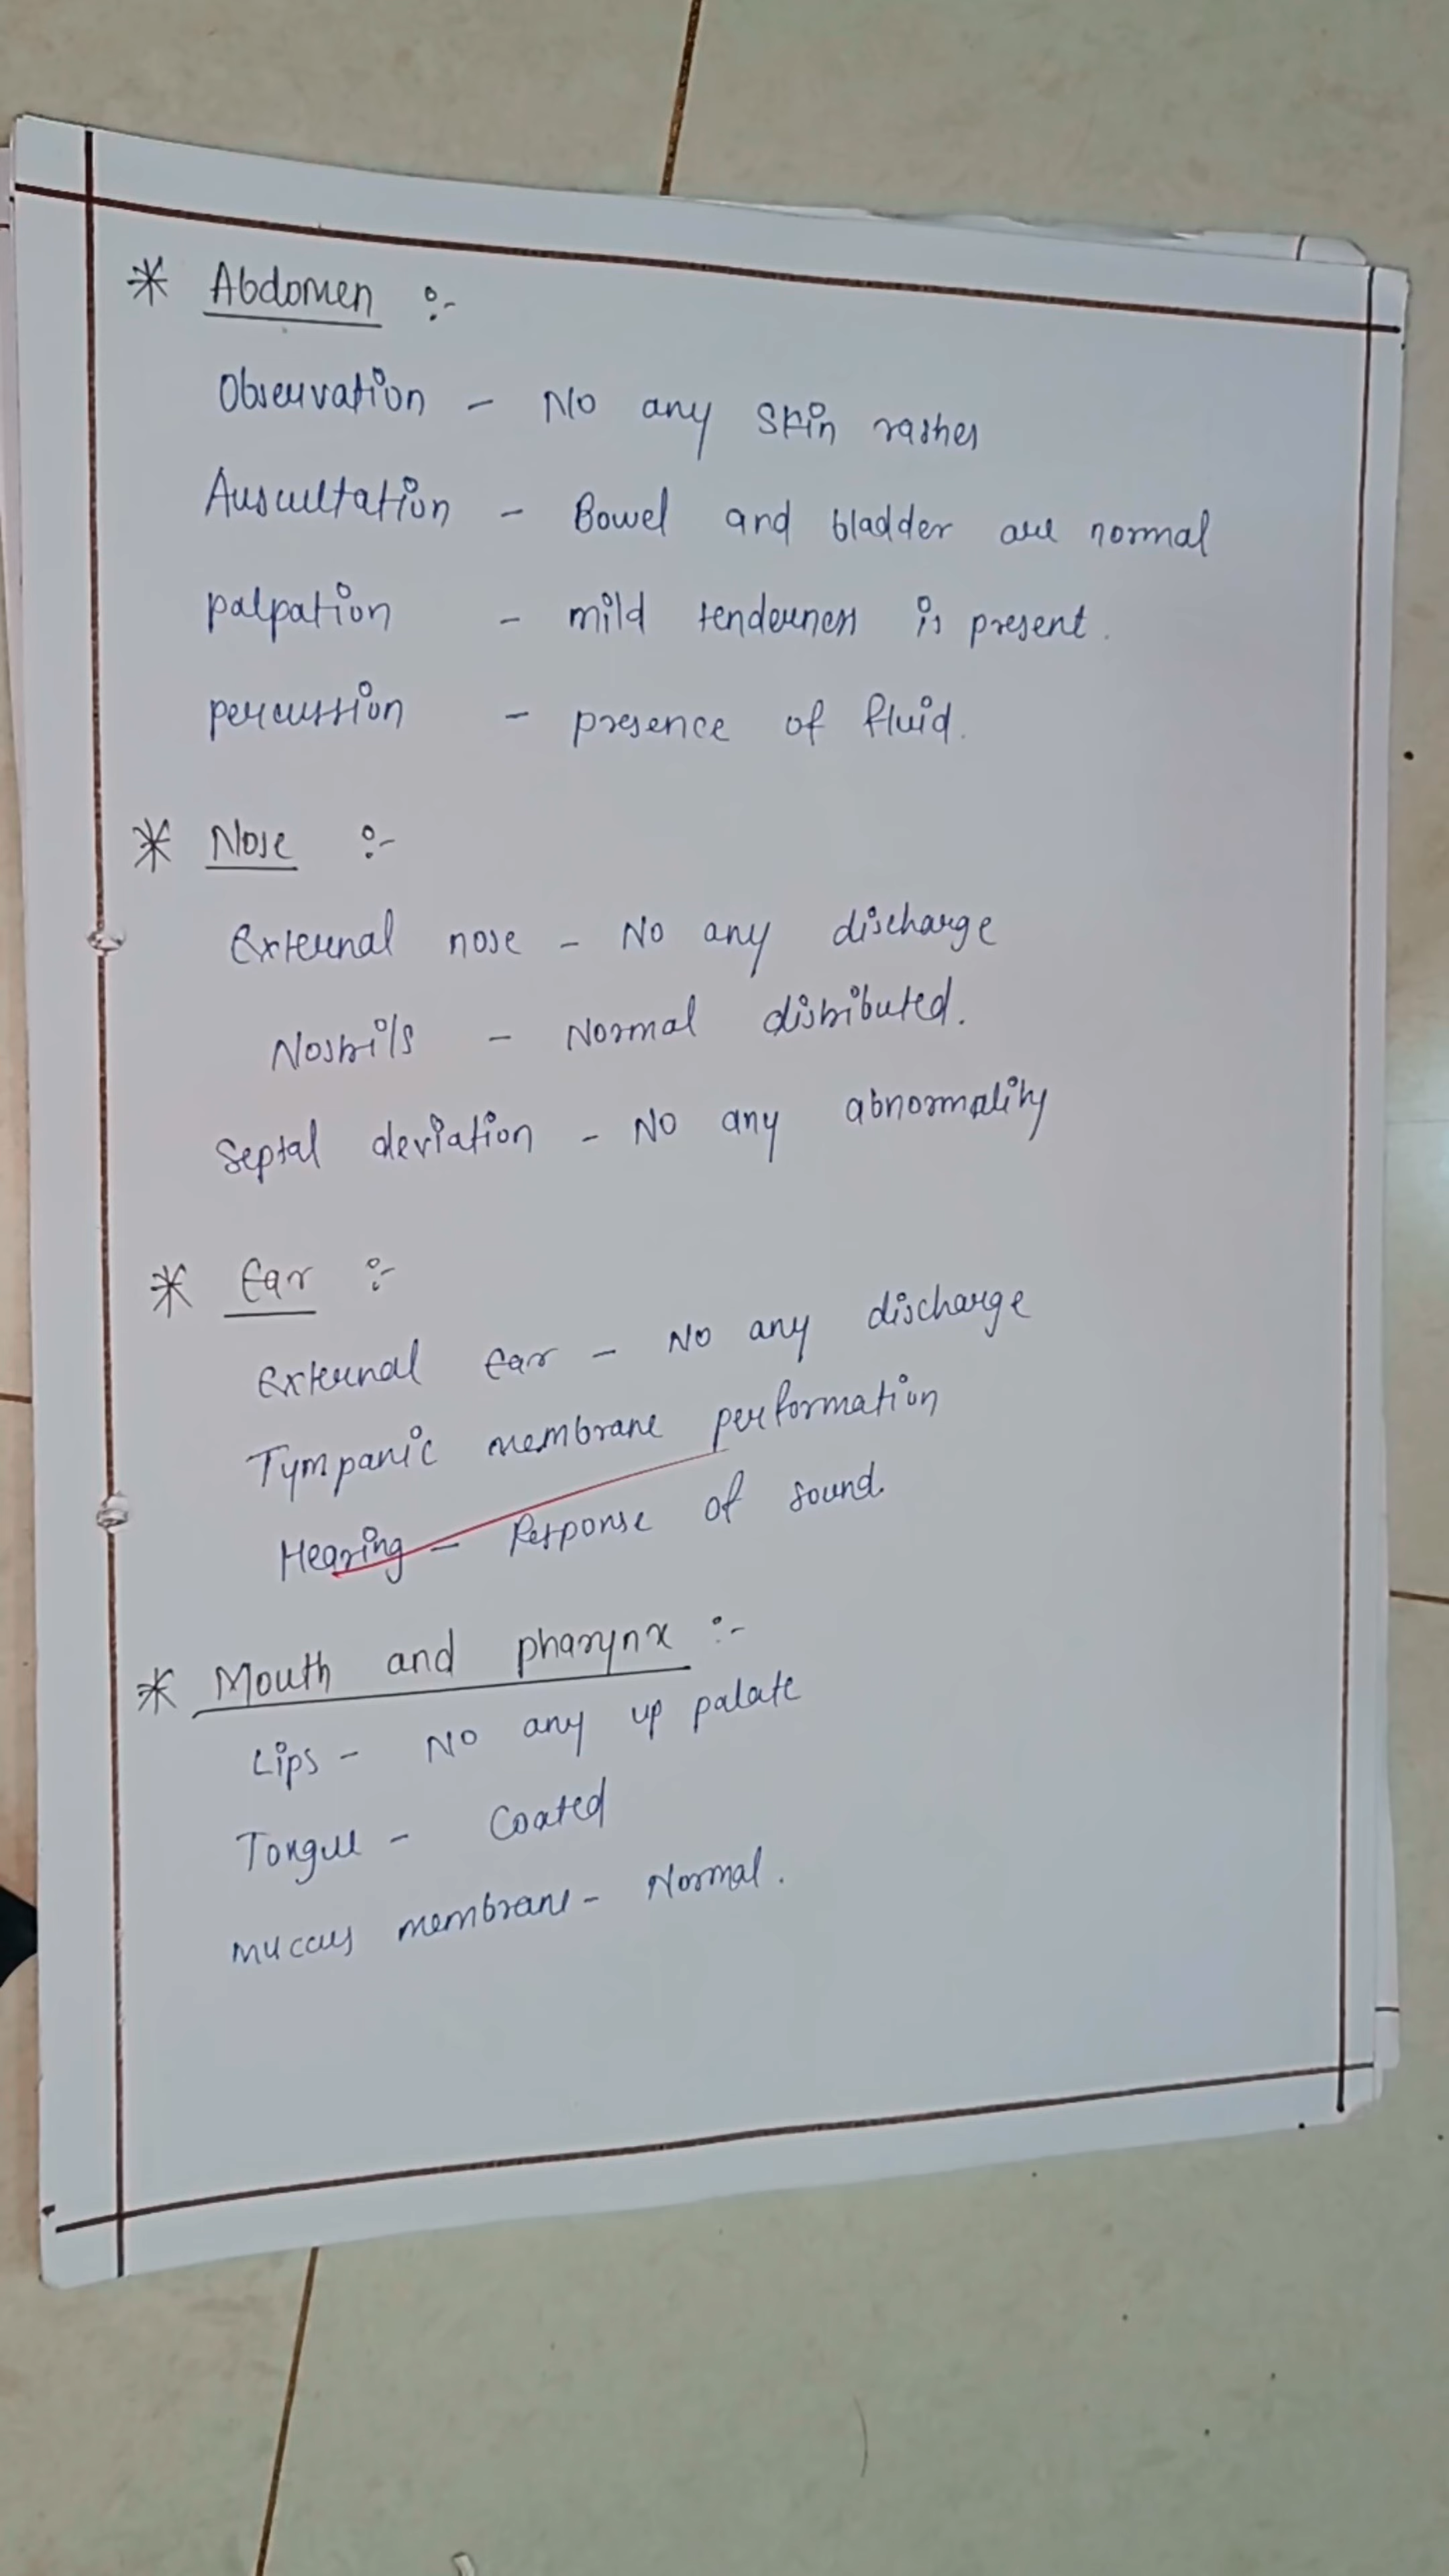 * Abdomen :-
Observation - No any skin rashes
Auscultation - Bowel and bladder are normal
palpation - mild tenderness is present.
percussion - presence of fluid.
* Nose :-
External nose - No any discharge
Nostrils - Normal distributed.
Septal deviation - No any abnormality
* Ear :-
External Ear - No any discharge
Tympanic membrane performation
Hearing - Response of sound.
* Mouth and pharynx :-
Lips - No any up palate
Tongue - Coated
muccus membrane - Normal.